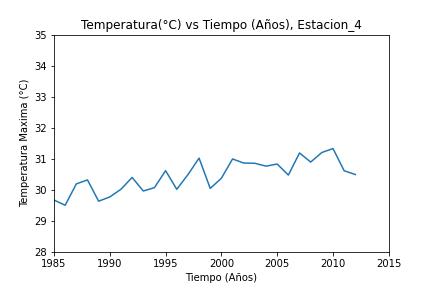 Temperatura(°C) vs Tiempo (Años), Estacion_4
Temperatura Maxima (°C)
35
34
33
32
31
30
29
28
1985 1990 1995 2000 2005 2010 2015
Tiempo (Años)